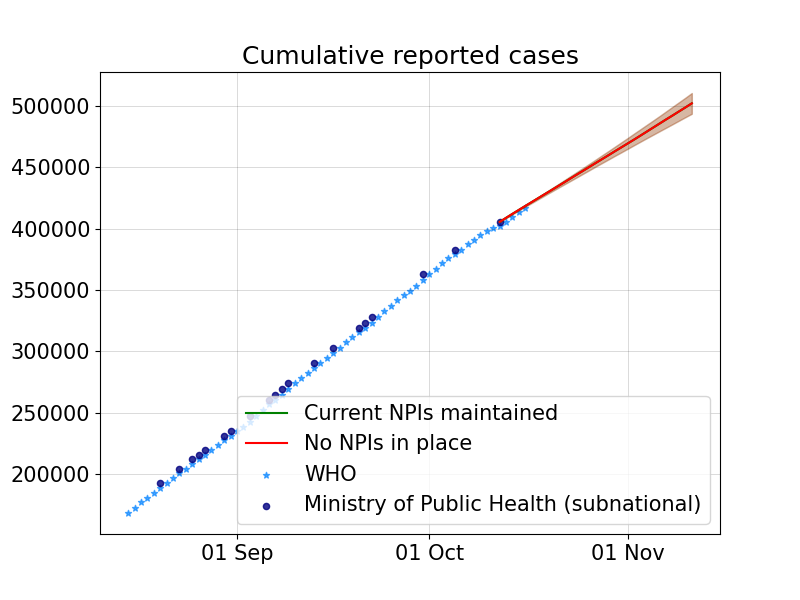 Cumulative reported cases
500000
450000
400000
350000
300000
250000
200000
Current NPIs maintained
No NPIs in place
WHO
Ministry of Public Health (subnational)
01 Sep
01 Oct
01 Nov